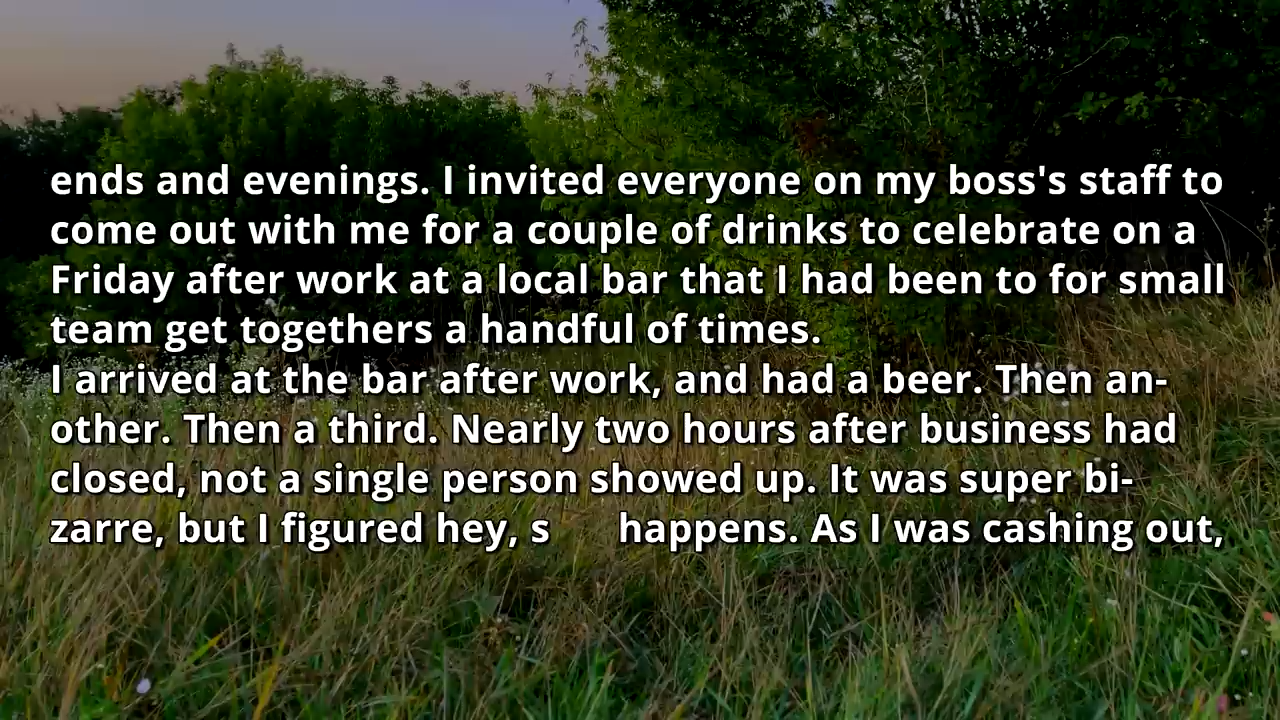 ends and evenings. I invited everyone on my boss's staff to
come out with me for a couple of drinks to celebrate on a
Friday after work at a local bar that I had been to for small
team get togethers a handful of times.
I arrived at the bar after work, and had a beer. Then an-
other. Then a third. Nearly two hours after business had
closed, not a single person showed up. It was super bi-
zarre, but I figured hey, s happens. As I was cashing out,